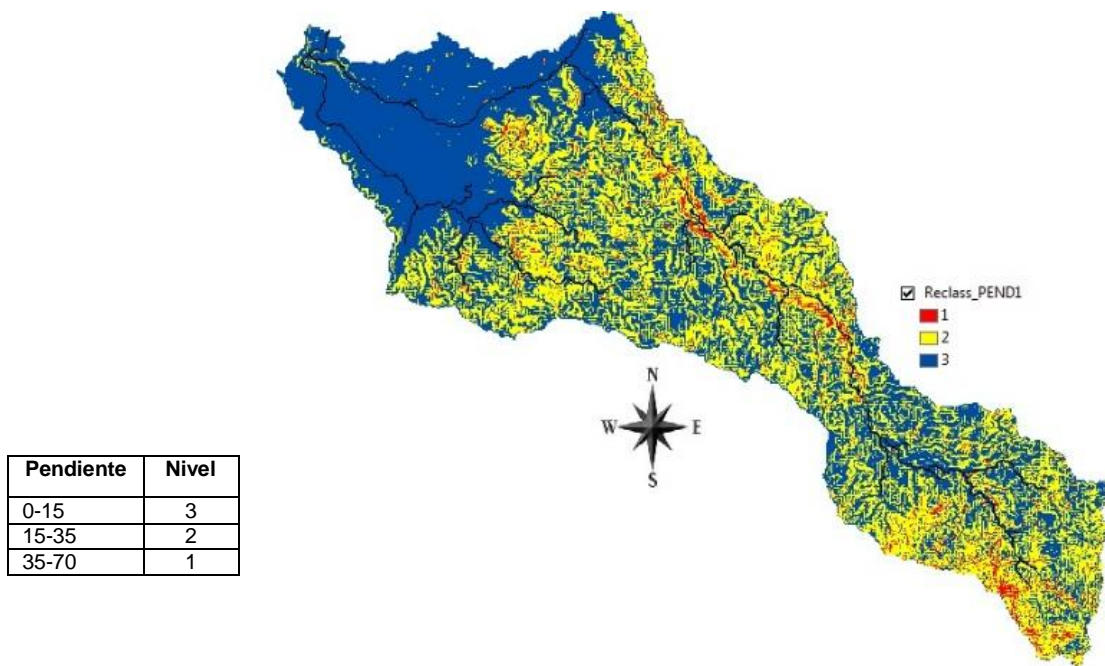 Reclass_PEND1
1
2
3
N
W E
S
Pendiente Nivel
0-15 3
15-35 2
35-70 1